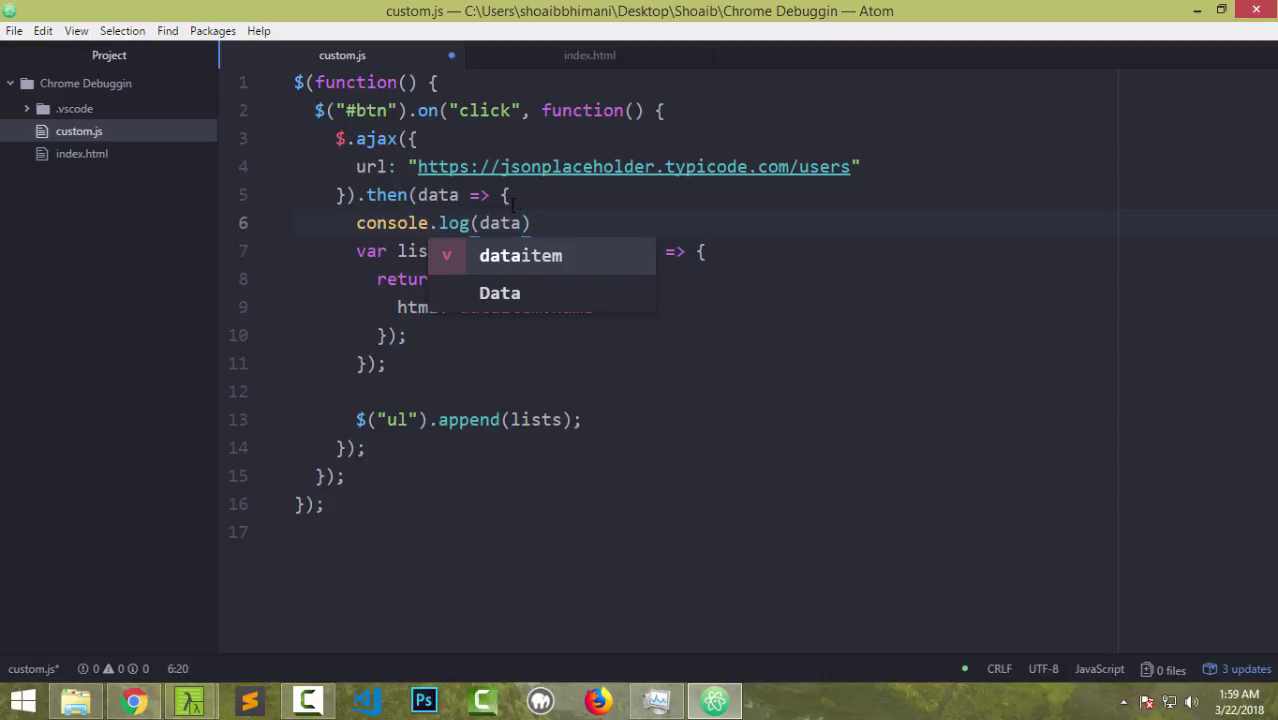 custom.js — C:\Users\shoaibbhimani\Desktop\Shoaib\Chrome Debuggin — Atom
File Edit View Selection Find Packages Help
Project
Chrome Debuggin
.vscode
custom.js
index.html
custom.js index.html
1 $(function() {
2 $("#btn").on("click", function() {
3 $.ajax({
4 url: "https://jsonplaceholder.typicode.com/users"
5 }).then(data => {
6 console.log(data)
7 var lis => {
dataitem
Data
8 retur
9 htm
10 });
11 });
12
13 $("ul").append(lists);
14 });
15 });
16 });
17
custom.js* 0 0 0 6:20 CRLF UTF-8 JavaScript 0 files 3 updates
Ps
1:59 AM
3/22/2018